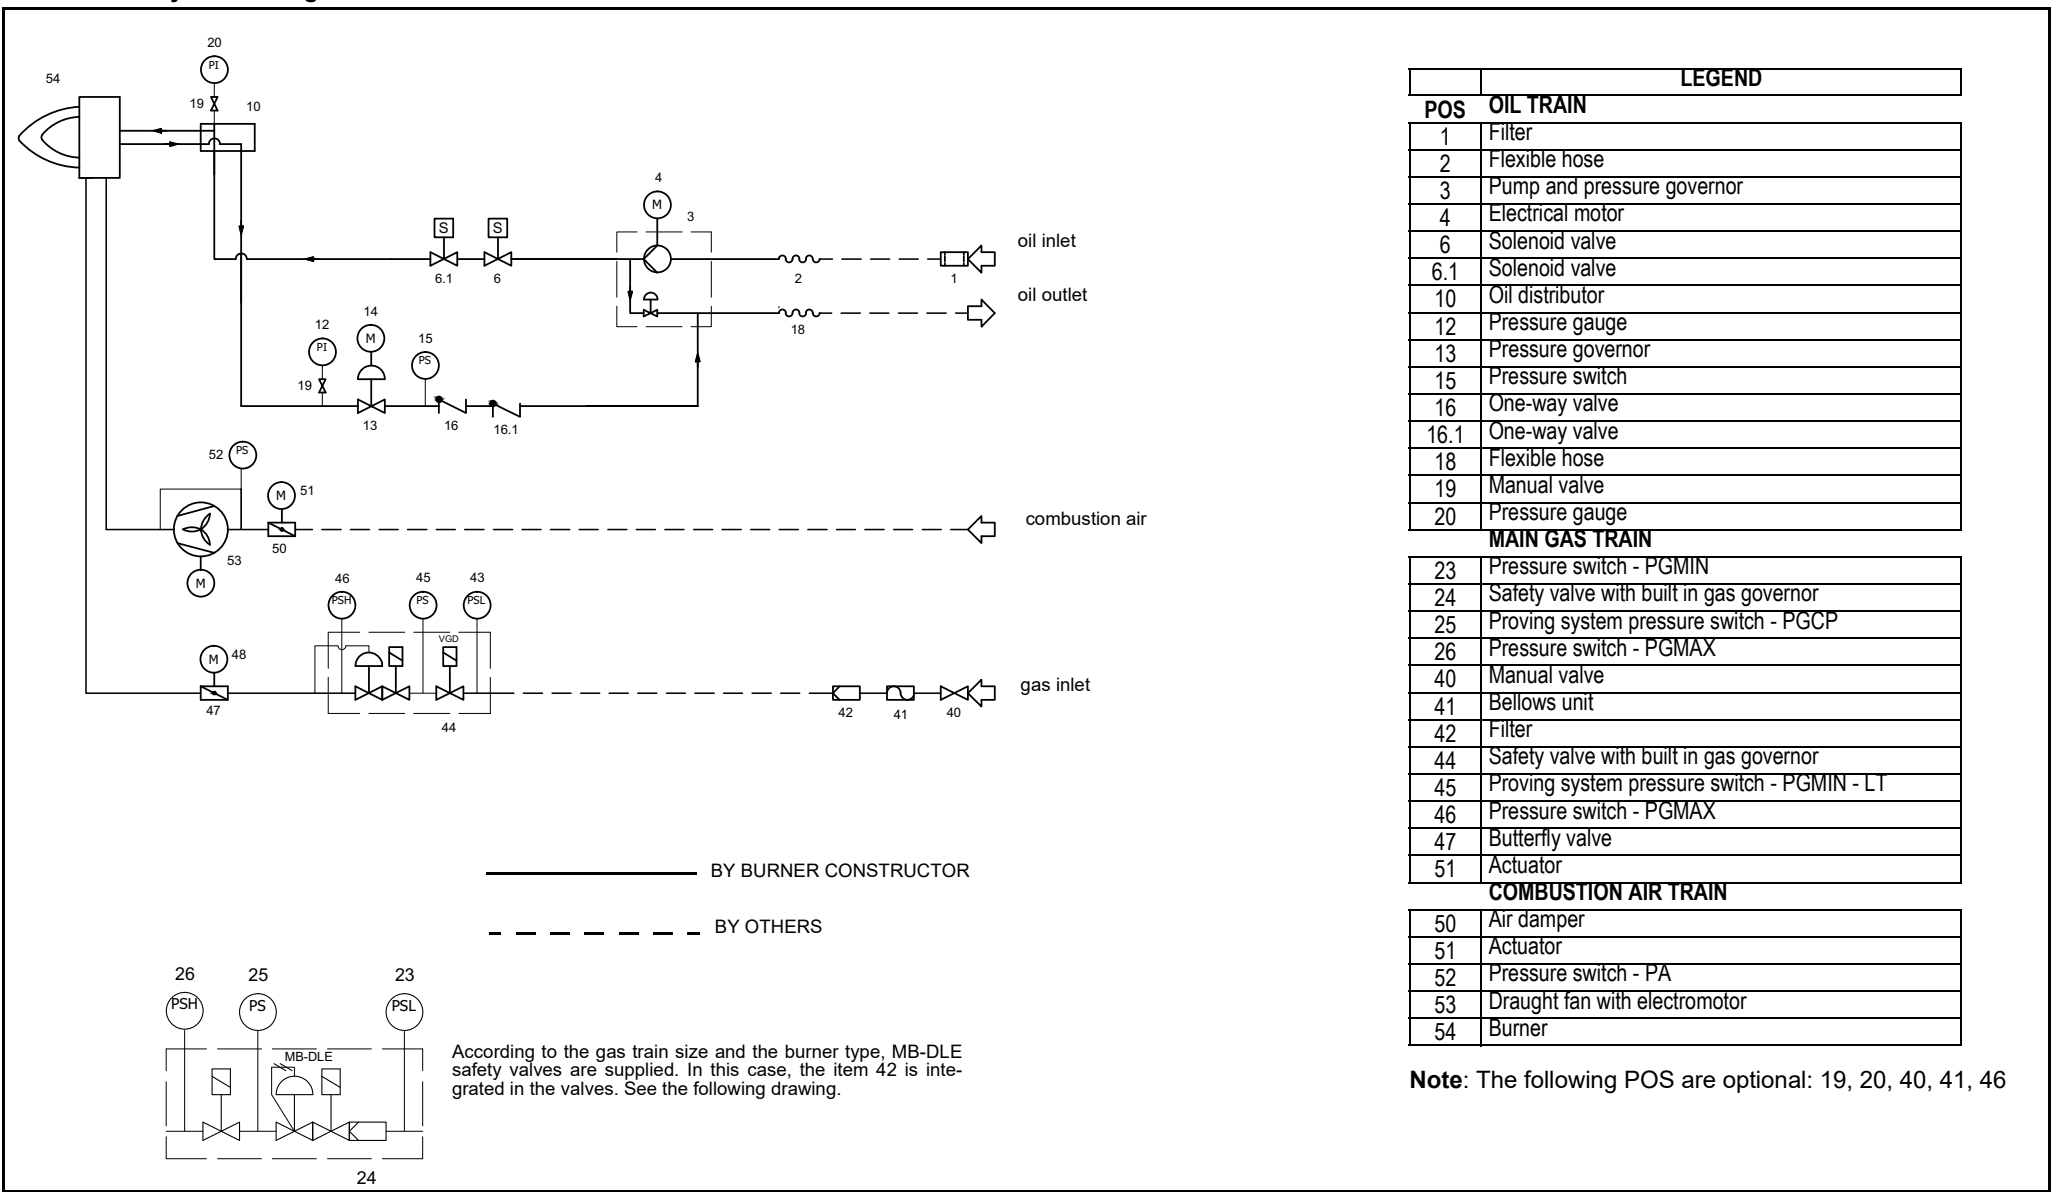 20
PI
54
19
10
4
M
3
S
S
oil inlet
6.1
6
2
1
oil outlet
14
12
M
15
18
PI
PS
19
13
16
16.1
52
PS
M
51
combustion air
50
53
M
46
45
43
PSH
PS
PSL
VGD
M
48
gas inlet
47
44
42
41
40
BY BURNER CONSTRUCTOR
BY OTHERS
26
25
23
PSH
PS
PSL
MB-DLE
24
According to the gas train size and the burner type, MB-DLE
safety valves are supplied. In this case, the item 42 is inte-
grated in the valves. See the following drawing.
LEGEND
POS OIL TRAIN
1 Filter
2 Flexible hose
3 Pump and pressure governor
4 Electrical motor
6 Solenoid valve
6.1 Solenoid valve
10 Oil distributor
12 Pressure gauge
13 Pressure governor
15 Pressure switch
16 One-way valve
16.1 One-way valve
18 Flexible hose
19 Manual valve
20 Pressure gauge
MAIN GAS TRAIN
23 Pressure switch - PGMIN
24 Safety valve with built in gas governor
25 Proving system pressure switch - PGCP
26 Pressure switch - PGMAX
40 Manual valve
41 Bellows unit
42 Filter
44 Safety valve with built in gas governor
45 Proving system pressure switch - PGMIN - LT
46 Pressure switch - PGMAX
47 Butterfly valve
51 Actuator
COMBUSTION AIR TRAIN
50 Air damper
51 Actuator
52 Pressure switch - PA
53 Draught fan with electromotor
54 Burner
Note: The following POS are optional: 19, 20, 40, 41, 46